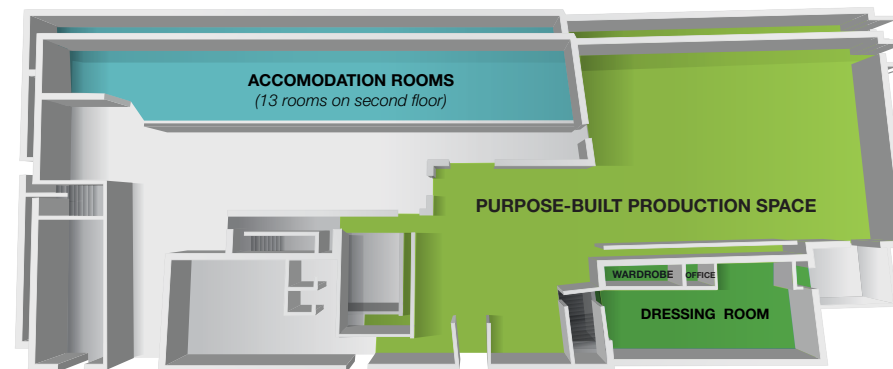 ACCOMODATION ROOMS
(13 rooms on second floor)
PURPOSE-BUILT PRODUCTION SPACE
WARDROBE
OFFICE
DRESSING ROOM